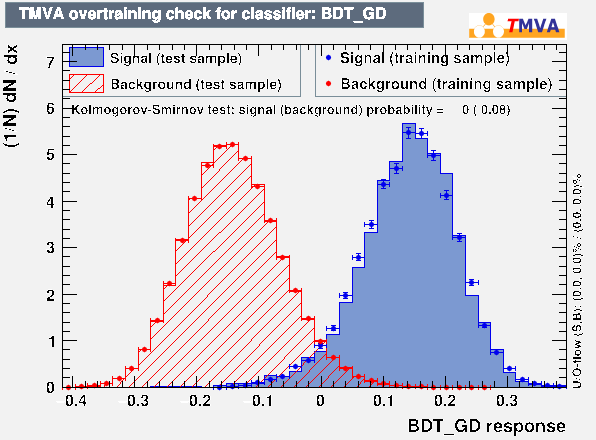 TMVA overtraining check for classifier: BDT_GD
TMVA
Signal (test sample)
Background (test sample)
Signal (training sample)
Background (training sample)
Kolmogorov-Smirnov test: signal (background) probability = 0 ( 0.08)
(1/N) dN / dx
7
6
5
4
3
2
1
0
−0.4 −0.3 −0.2 −0.1 0 0.1 0.2 0.3
BDT_GD response
U/O-flow (S,B): (0.0, 0.0)% / (0.0, 0.0)%